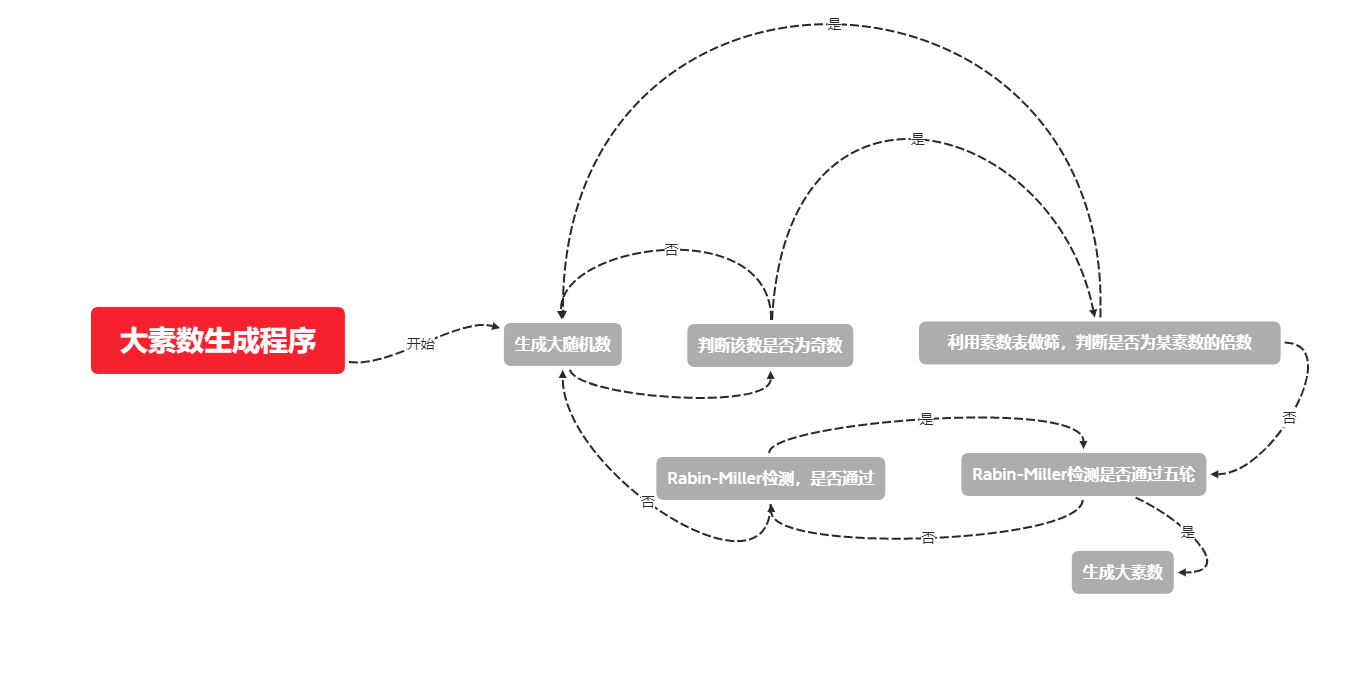 是
是
否
大素数生成程序
开始
生成大随机数
判断该数是否为奇数
利用素数表做筛，判断是否为某素数的倍数
是
否
Rabin-Miller检测，是否通过
Rabin-Miller检测是否通过五轮
否
否
是
生成大素数